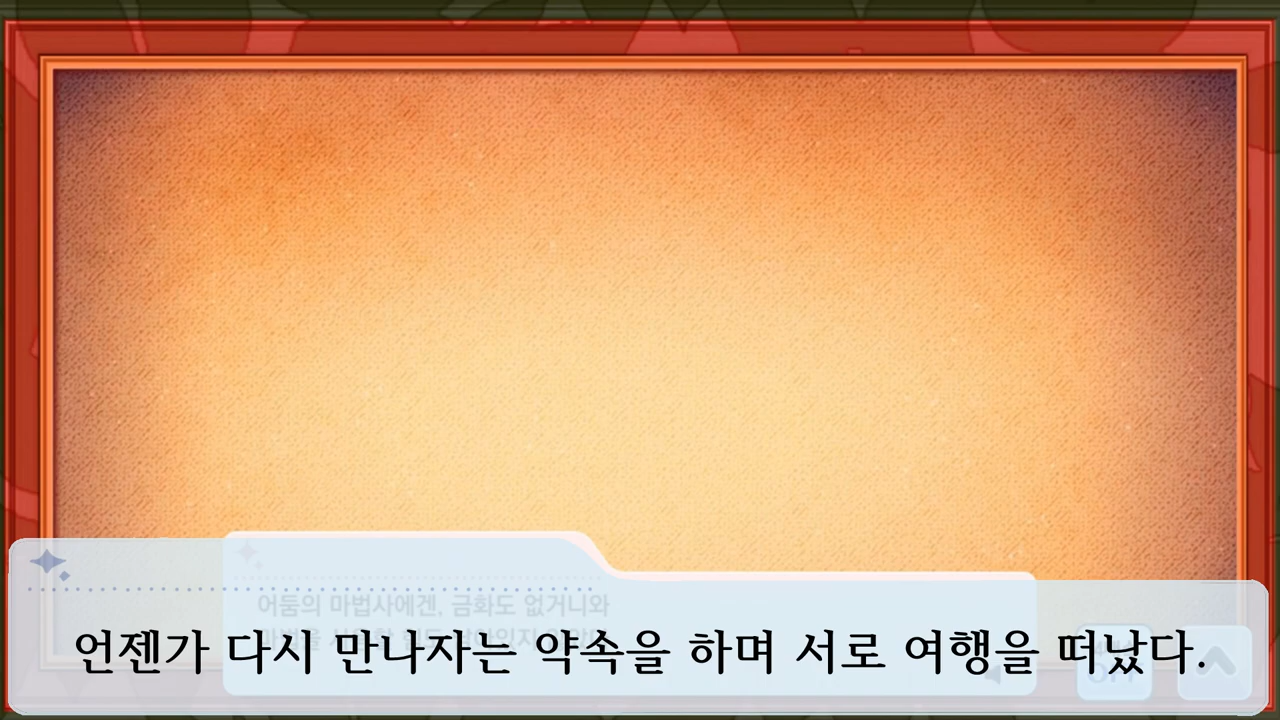 어둠의 마법사에겐, 금화도 없거니와
언젠가 다시 만나자는 약속을 하며 서로 여행을 떠났다.